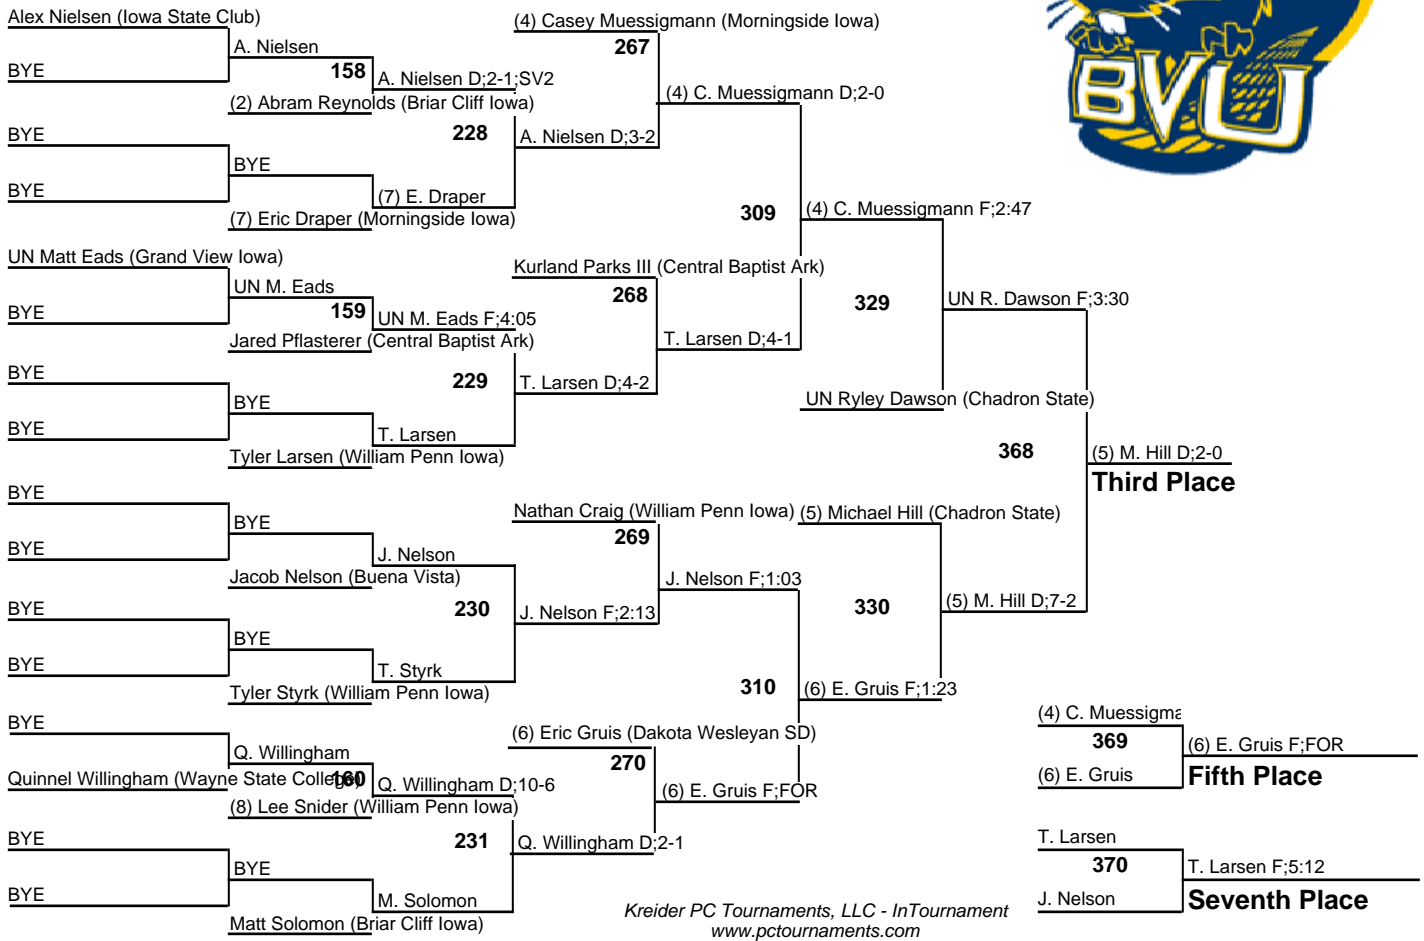 Alex Nielsen (Iowa State Club)
(4) Casey Muessigmann (Morningside Iowa)
A. Nielsen
267
BYE
158
A. Nielsen D;2-1;SV2
(4) C. Muessigmann D;2-0
(2) Abram Reynolds (Briar Cliff Iowa)
BVU
BYE
228
A. Nielsen D;3-2
BYE
BYE
(7) E. Draper
(7) Eric Draper (Morningside Iowa)
309
(4) C. Muessigmann F;2:47
UN Matt Eads (Grand View Iowa)
Kurland Parks III (Central Baptist Ark)
UN M. Eads
268
329
UN R. Dawson F;3:30
BYE
159
UN M. Eads F;4:05
Jared Pflasterer (Central Baptist Ark)
T. Larsen D;4-1
BYE
229
T. Larsen D;4-2
BYE
UN Ryley Dawson (Chadron State)
BYE
T. Larsen
368
(5) M. Hill D;2-0
Tyler Larsen (William Penn Iowa)
Third Place
BYE
Nathan Craig (William Penn Iowa)
(5) Michael Hill (Chadron State)
BYE
269
BYE
J. Nelson
Jacob Nelson (Buena Vista)
J. Nelson F;1:03
BYE
230
J. Nelson F;2:13
330
(5) M. Hill D;7-2
BYE
BYE
T. Styrk
Tyler Styrk (William Penn Iowa)
310
(6) E. Gruis F;1:23
BYE
(6) Eric Gruis (Dakota Wesleyan SD)
(4) C. Muessigma
Q. Willingham
270
369
(6) E. Gruis F;FOR
Quinnel Willingham (Wayne State College)
160
Q. Willingham D;10-6
(6) E. Gruis F;FOR
(6) E. Gruis
Fifth Place
(8) Lee Snider (William Penn Iowa)
BYE
231
Q. Willingham D;2-1
T. Larsen
BYE
370
T. Larsen F;5:12
BYE
M. Solomon
J. Nelson
Seventh Place
Matt Solomon (Briar Cliff Iowa)
Kreider PC Tournaments, LLC - InTournament
www.pctournaments.com